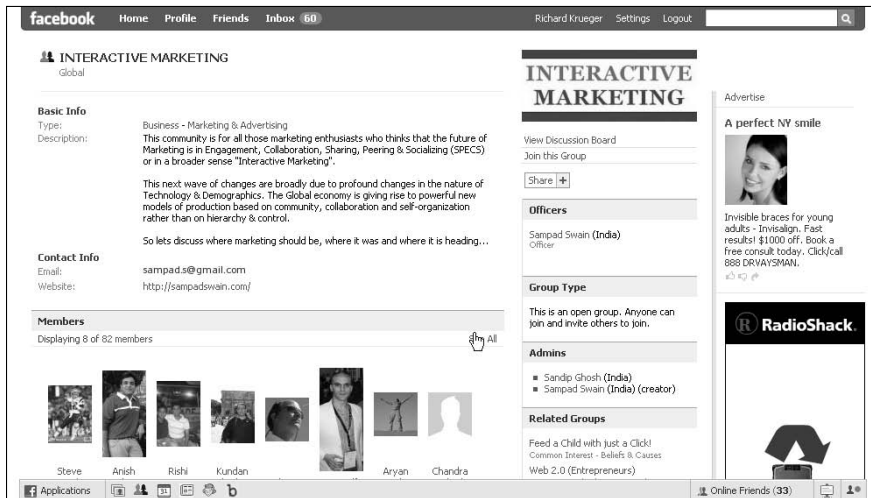 facebook Home Profile Friends Inbox 60 Richard Krueger Settings Logout
INTERACTIVE MARKETING
Global
Basic Info
Type: Business - Marketing & Advertising
Description: This community is for all those marketing enthusiasts who thinks that the future of
Marketing is in Engagement, Collaboration, Sharing, Peering & Socializing (SPECS)
or in a broader sense "Interactive Marketing".
This next wave of changes are broadly due to profound changes in the nature of
Technology & Demographics. The Global economy is giving rise to powerful new
models of production based on community, collaboration and self-organization
rather than on hierarchy & control.
So lets discuss where marketing should be, where it was and where it is heading...
Contact Info
Email: sampad.s@gmail.com
Website: http://sampadswain.com/
Members
Displaying 8 of 82 members
All
Steve Anish Rishi Kundan Aryan Chandra
INTERACTIVE
MARKETING
View Discussion Board
Join this Group
Share +
Officers
Sampad Swain (India)
Officer
Group Type
This is an open group. Anyone can
join and invite others to join.
Admins
Sandip Ghosh (India)
Sampad Swain (India) (creator)
Related Groups
Feed a Child with just a Click!
Common Interest - Beliefs & Causes
Web 2.0 (Entrepreneurs)
Advertise
A perfect NY smile
Invisible braces for young
adults - Invisalign. Fast
results! $1000 off. Book a
free consult today. Click/call
888 DRVAYSMAN.
R RadioShack.
Applications 31 Online Friends (33)